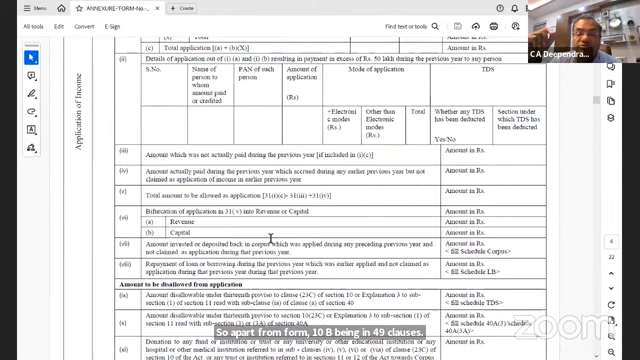 ANNEXURE-FORM-No-...
+ Create
All tools
Edit
Convert
E-Sign
Find text or tools
Total
Amount in Rs.
(c) Total application [(a) + (b)(X)]
Amount in Rs.
(ii) Details of application out of (i) (a) and (i) (b) resulting in payment in excess of Rs. 50 lakh during the previous year to any person
S.No.
Name of person to whom amount paid or credited
PAN of such person
Amount of application (Rs)
Mode of application
TDS
+Electroni c modes (Rs.)
Other than Electronic modes (Rs.)
Total
Whether any TDS has been deducted Yes/No
Section under which TDS has been deducted
Application of Income
(iii) Amount which was not actually paid during the previous year [if included in (i)(c)]
Amount in Rs.
(iv) Amount actually paid during the previous year which accrued during any earlier previous year but not
claimed as application of income in earlier previous year
Amount in Rs.
(v) Total amount to be allowed as application [31(i)(c)- 31(iii) +31(iv)]
Amount in Rs.
(vi) Bifurcation of application in 31( v) into Revenue or Capital
Amount in Rs.
(a) Revenue
Amount in Rs.
(b) Capital
Amount in Rs.
(vii) Amount invested or deposited back in corpus which was applied during any preceding previous year and
not claimed as application during that previous year.
Amount in Rs.
< fill Schedule Corpus>
(viii) Repayment of loan or borrowing during the previous year which was earlier applied and not claimed as
application during that previous year.
Amount in Rs.
< fill Schedule LB>
Amount to be disallowed from application
(ix) Amount disallowable under thirteenth proviso to clause (23C) of section 10 or Explanation 3 to sub-
section (1) of section 11 read with sub-clause (ia) of clause (a) of section 40
Amount in Rs.
< fill Schedule TDS>
(x) Amount disallowable under thirteenth proviso to section 10(23C) or Explanation 3 to sub-
section (1) of section 11 read with sub-section (3) or (3A) of section 40A.
Amount in Rs.
< fill Schedule 40A(3)/schedule
40A(3A)>
(xi) Donation to any fund or institution or trust or any university or other educational institution or any
hospital or other medical institution referred to in sub-clause (iv), (v), (vi) or (via) of clause (23C) of
section 10 of the Act or any trust or institution referred to in sections 11 or 12 of the Act towards Corpus
Amount in Rs.
So apart from form, 10 B being in 49 clauses.
CA Deependra...
4
22
zoom